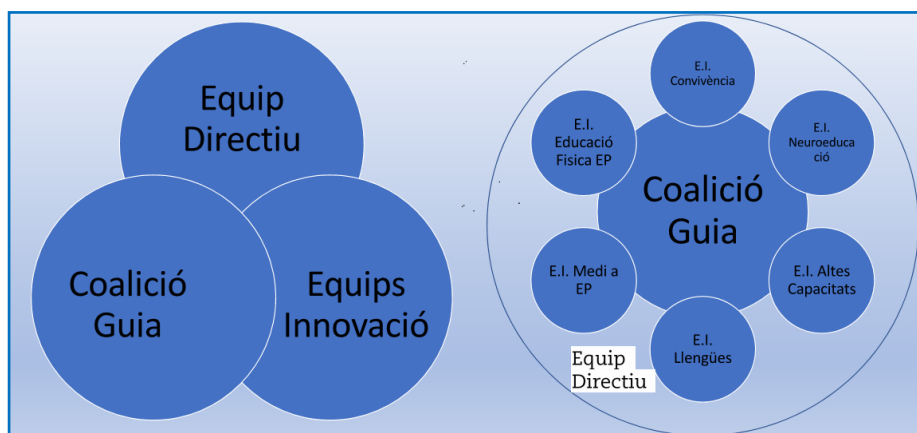 Equip
Directiu
Coalició
Guia
Equips
Innovació
E.I.
Convivència
E.I.
Neuroeduca
ció
E.I. Altes
Capacitats
E.I.
Llengües
E.I. Medi a
EP
E.I.
Educació
Fisica EP
Coalició
Guia
Equip
Directiu